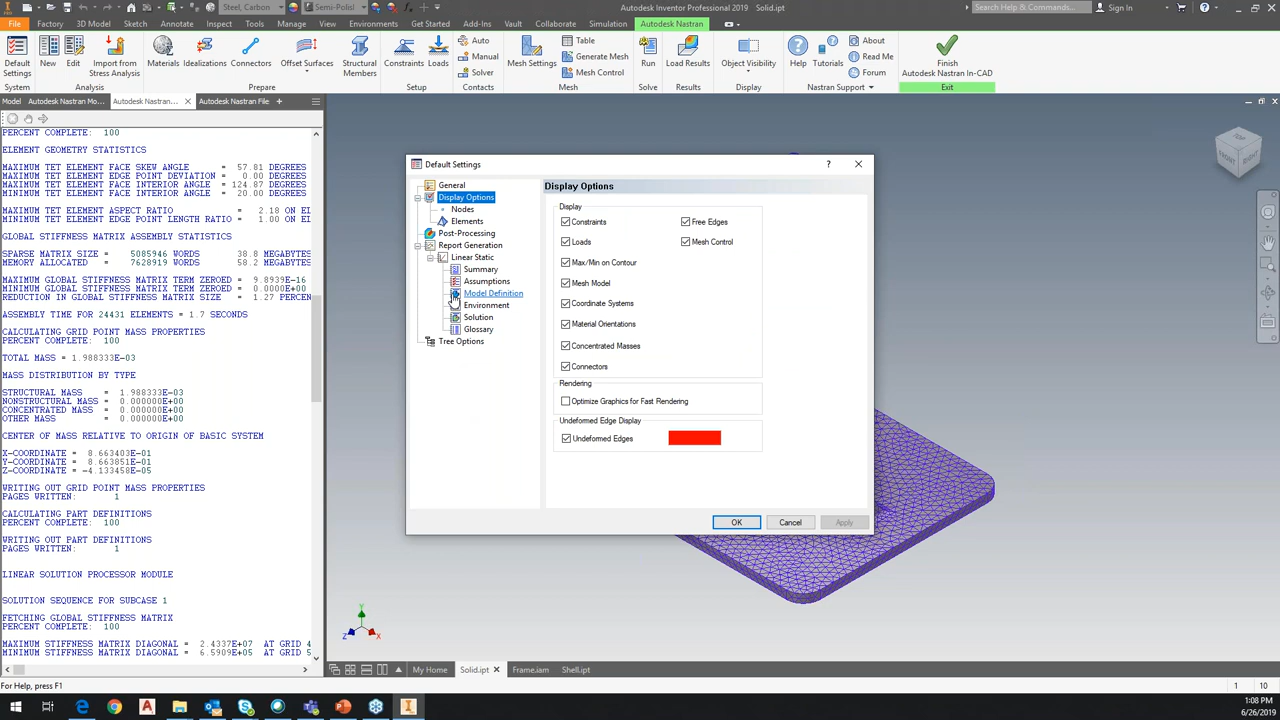 Steel, Carbon
Semi-Polisl
Autodesk Inventor Professional 2019 Solid.ipt
Search Help & Commands...
Sign In
File
Factory
3D Model
Sketch
Annotate
Inspect
Tools
Manage
View
Environments
Get Started
Add-Ins
Vault
Collaborate
Simulation
Autodesk Nastran
Default Settings
New
Edit
Import from Stress Analysis
Materials
Idealizations
Connectors
Offset Surfaces
Structural Members
Constraints
Loads
Auto
Manual
Solver
Mesh Settings
Table
Generate Mesh
Mesh Control
Run
Load Results
Object Visibility
Help
Tutorials
About
Read Me
Forum
Finish Autodesk Nastran In-CAD
System
Analysis
Prepare
Setup
Contacts
Mesh
Solve
Results
Display
Nastran Support
Exit
Model
Autodesk Nastran Mo...
Autodesk Nastran...
Autodesk Nastran File
PERCENT COMPLETE: 100
ELEMENT GEOMETRY STATISTICS
MAXIMUM TET ELEMENT FACE SKEW ANGLE = 57.81 DEGREES
MAXIMUM TET ELEMENT EDGE POINT DEVIATION = 0.00 DEGREES
MAXIMUM TET ELEMENT FACE INTERIOR ANGLE = 124.87 DEGREES
MINIMUM TET ELEMENT FACE INTERIOR ANGLE = 20.00 DEGREES
MAXIMUM TET ELEMENT ASPECT RATIO = 2.18 ON EL
MINIMUM TET ELEMENT EDGE POINT LENGTH RATIO = 1.00 ON EL
GLOBAL STIFFNESS MATRIX ASSEMBLY STATISTICS
SPARSE MATRIX SIZE = 5085946 WORDS 38.8 MEGABYTES
MEMORY ALLOCATED = 7628919 WORDS 58.2 MEGABYTES
MAXIMUM GLOBAL STIFFNESS MATRIX TERM ZEROED = 9.8939E-16
REDUCTION IN GLOBAL STIFFNESS MATRIX SIZE = 1.27 PERCEN
ASSEMBLY TIME FOR 24431 ELEMENTS = 1.7 SECONDS
CALCULATING GRID POINT MASS PROPERTIES
PERCENT COMPLETE: 100
TOTAL MASS = 1.988333E-03
MASS DISTRIBUTION BY TYPE
STRUCTURAL MASS = 1.988333E-03
NONSTRUCTURAL MASS = 0.000000E+00
CONCENTRATED MASS = 0.000000E+00
OTHER MASS = 0.000000E+00
CENTER OF MASS RELATIVE TO ORIGIN OF BASIC SYSTEM
X-COORDINATE = 8.663403E-01
Y-COORDINATE = 8.663851E-01
Z-COORDINATE = -4.133458E-05
WRITING OUT GRID POINT MASS PROPERTIES
PAGES WRITTEN: 1
CALCULATING PART DEFINITIONS
PERCENT COMPLETE: 100
WRITING OUT PART DEFINITIONS
PAGES WRITTEN: 1
LINEAR SOLUTION PROCESSOR MODULE
SOLUTION SEQUENCE FOR SUBCASE 1
FETCHING GLOBAL STIFFNESS MATRIX
PERCENT COMPLETE: 100
MAXIMUM STIFFNESS MATRIX DIAGONAL = 2.4337E+07 AT GRID 4
MINIMUM STIFFNESS MATRIX DIAGONAL = 6.5909E+05 AT GRID
Default Settings
General
Display Options
Nodes
Elements
Post-Processing
Report Generation
Linear Static
Summary
Assumptions
Model Definition
Environment
Solution
Glossary
Tree Options
Display Options
Display
Constraints
Free Edges
Loads
Mesh Control
Max/Min on Contour
Mesh Model
Coordinate Systems
Material Orientations
Concentrated Masses
Connectors
Rendering
Optimize Graphics for Fast Rendering
Undeformed Edge Display
Undeformed Edges
OK
Cancel
Apply
TOP
FRONT
RIGHT
Y
Z
X
My Home
Solid.ipt
Frame.iam
Shell.ipt
For Help, press F1
1
10
1:08 PM
6/26/2019